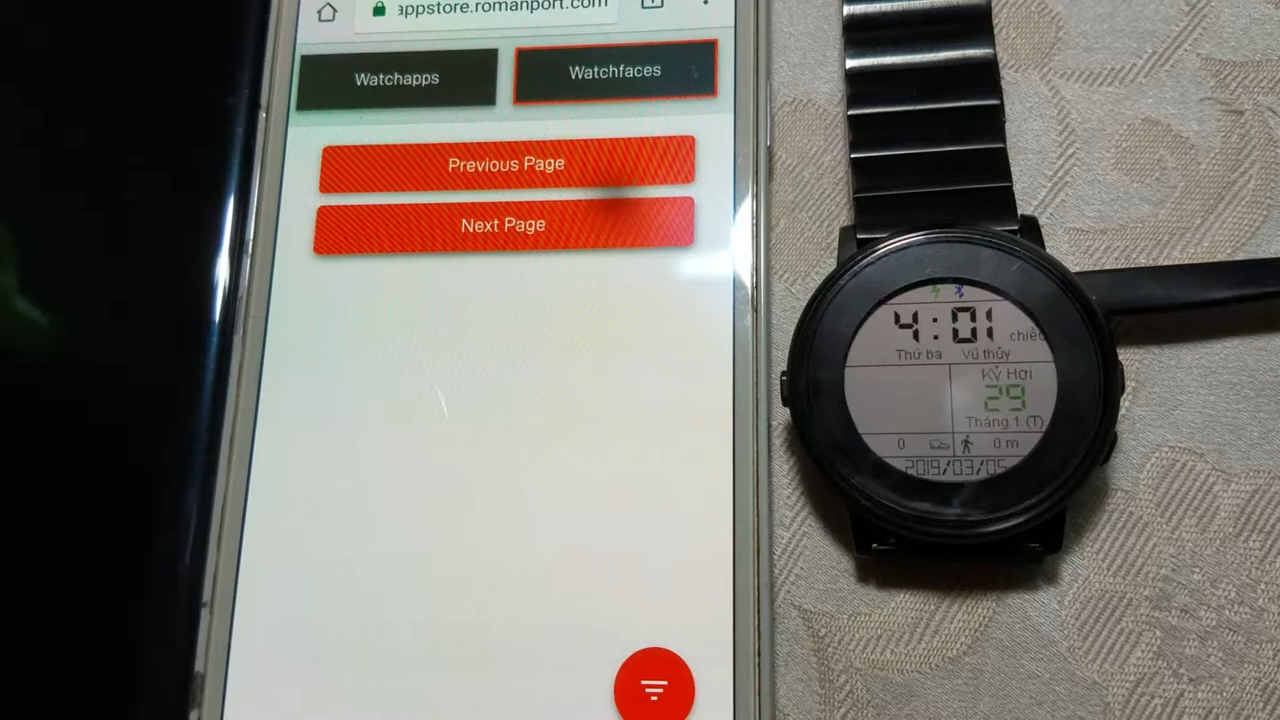 appstore.romanport.com
Watchapps
Watchfaces
Previous Page
Next Page
4:01 chiều
Thứ ba Vũ thủy
Kỷ Hợi
29
Tháng 1 (T)
0
0 m
2019/03/05